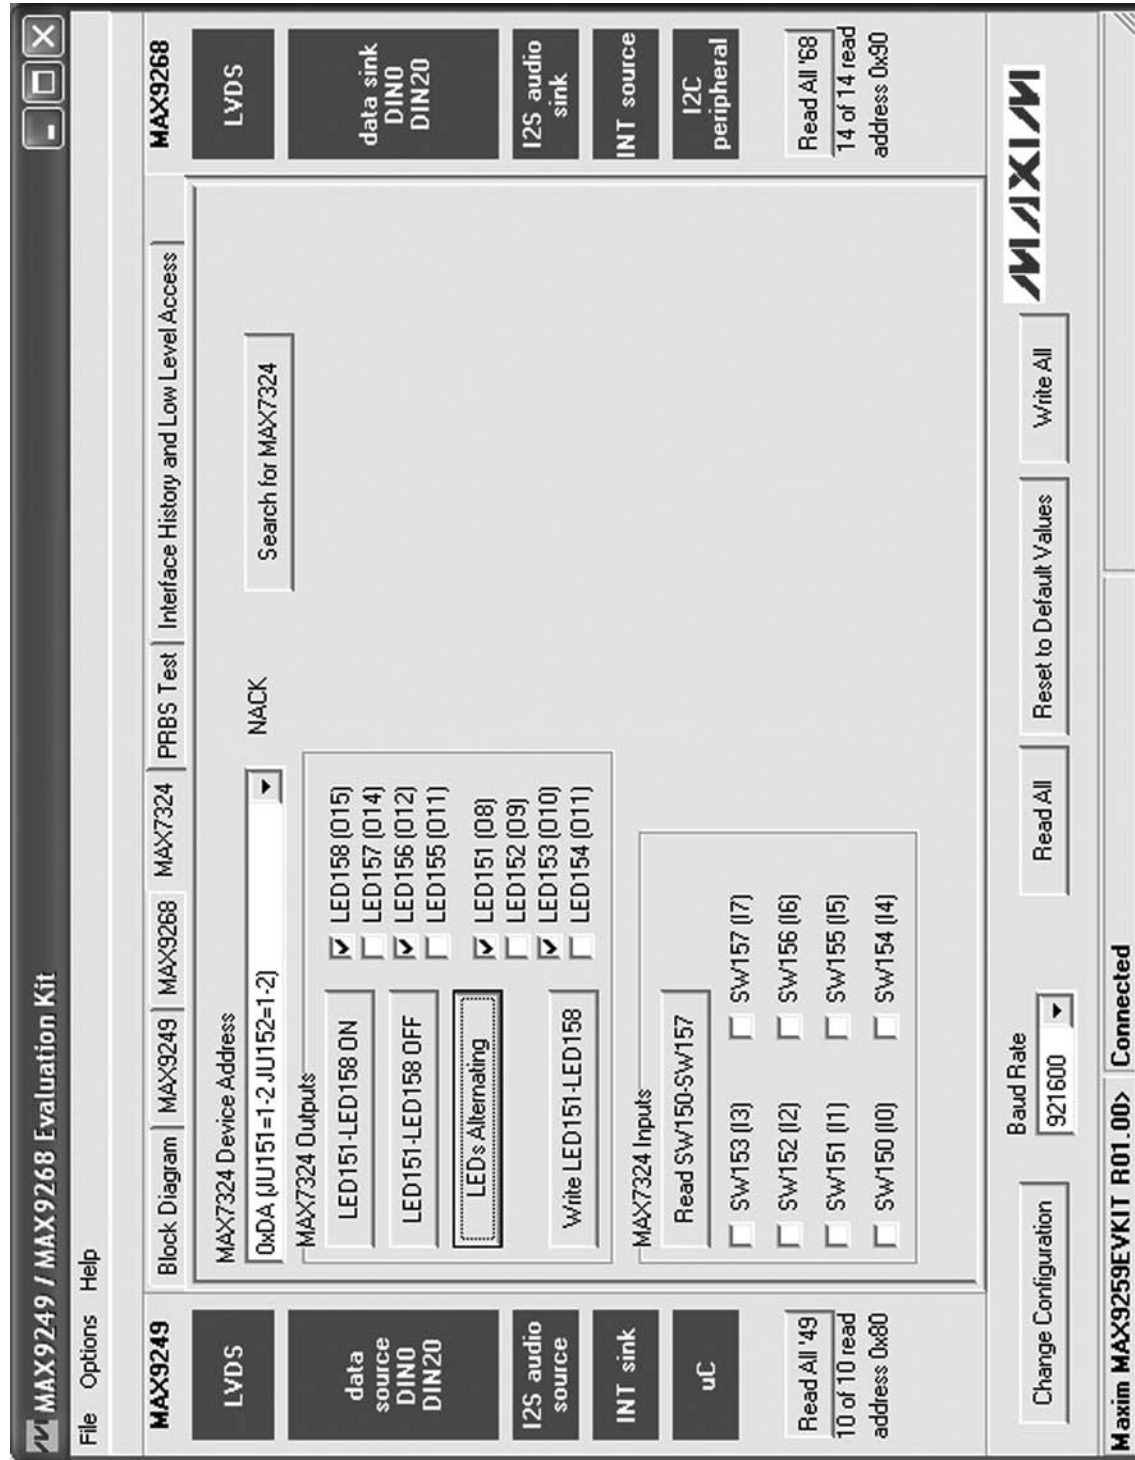 MAX9249 / MAX9268 Evaluation Kit
File Options Help
MAX9249
LVDS
data
source
DIN0
DIN20
I2S audio
source
INT sink
uC
Read All '49
10 of 10 read
address 0x80
Block Diagram MAX9249 MAX9268 MAX7324 PRBS Test Interface History and Low Level Access
MAX7324 Device Address
0xDA (JU151=1-2 JU152=1-2)
NACK
Search for MAX7324
MAX7324 Outputs
LED151-LED158 ON
LED151-LED158 OFF
LEDs Alternating
Write LED151-LED158
LED158 (O15)
LED157 (O14)
LED156 (O12)
LED155 (O11)
LED151 (O8)
LED152 (O9)
LED153 (O10)
LED154 (O11)
MAX7324 Inputs
Read SW150-SW157
SW153 (I3) SW157 (I7)
SW152 (I2) SW156 (I6)
SW151 (I1) SW155 (I5)
SW150 (I0) SW154 (I4)
MAX9268
LVDS
data sink
DIN0
DIN20
I2S audio
sink
INT source
I2C
peripheral
Read All '68
14 of 14 read
address 0x90
Change Configuration
Baud Rate
921600
Read All
Reset to Default Values
Write All
MAXIM
Maxim MAX9259EVKIT R01.00> Connected